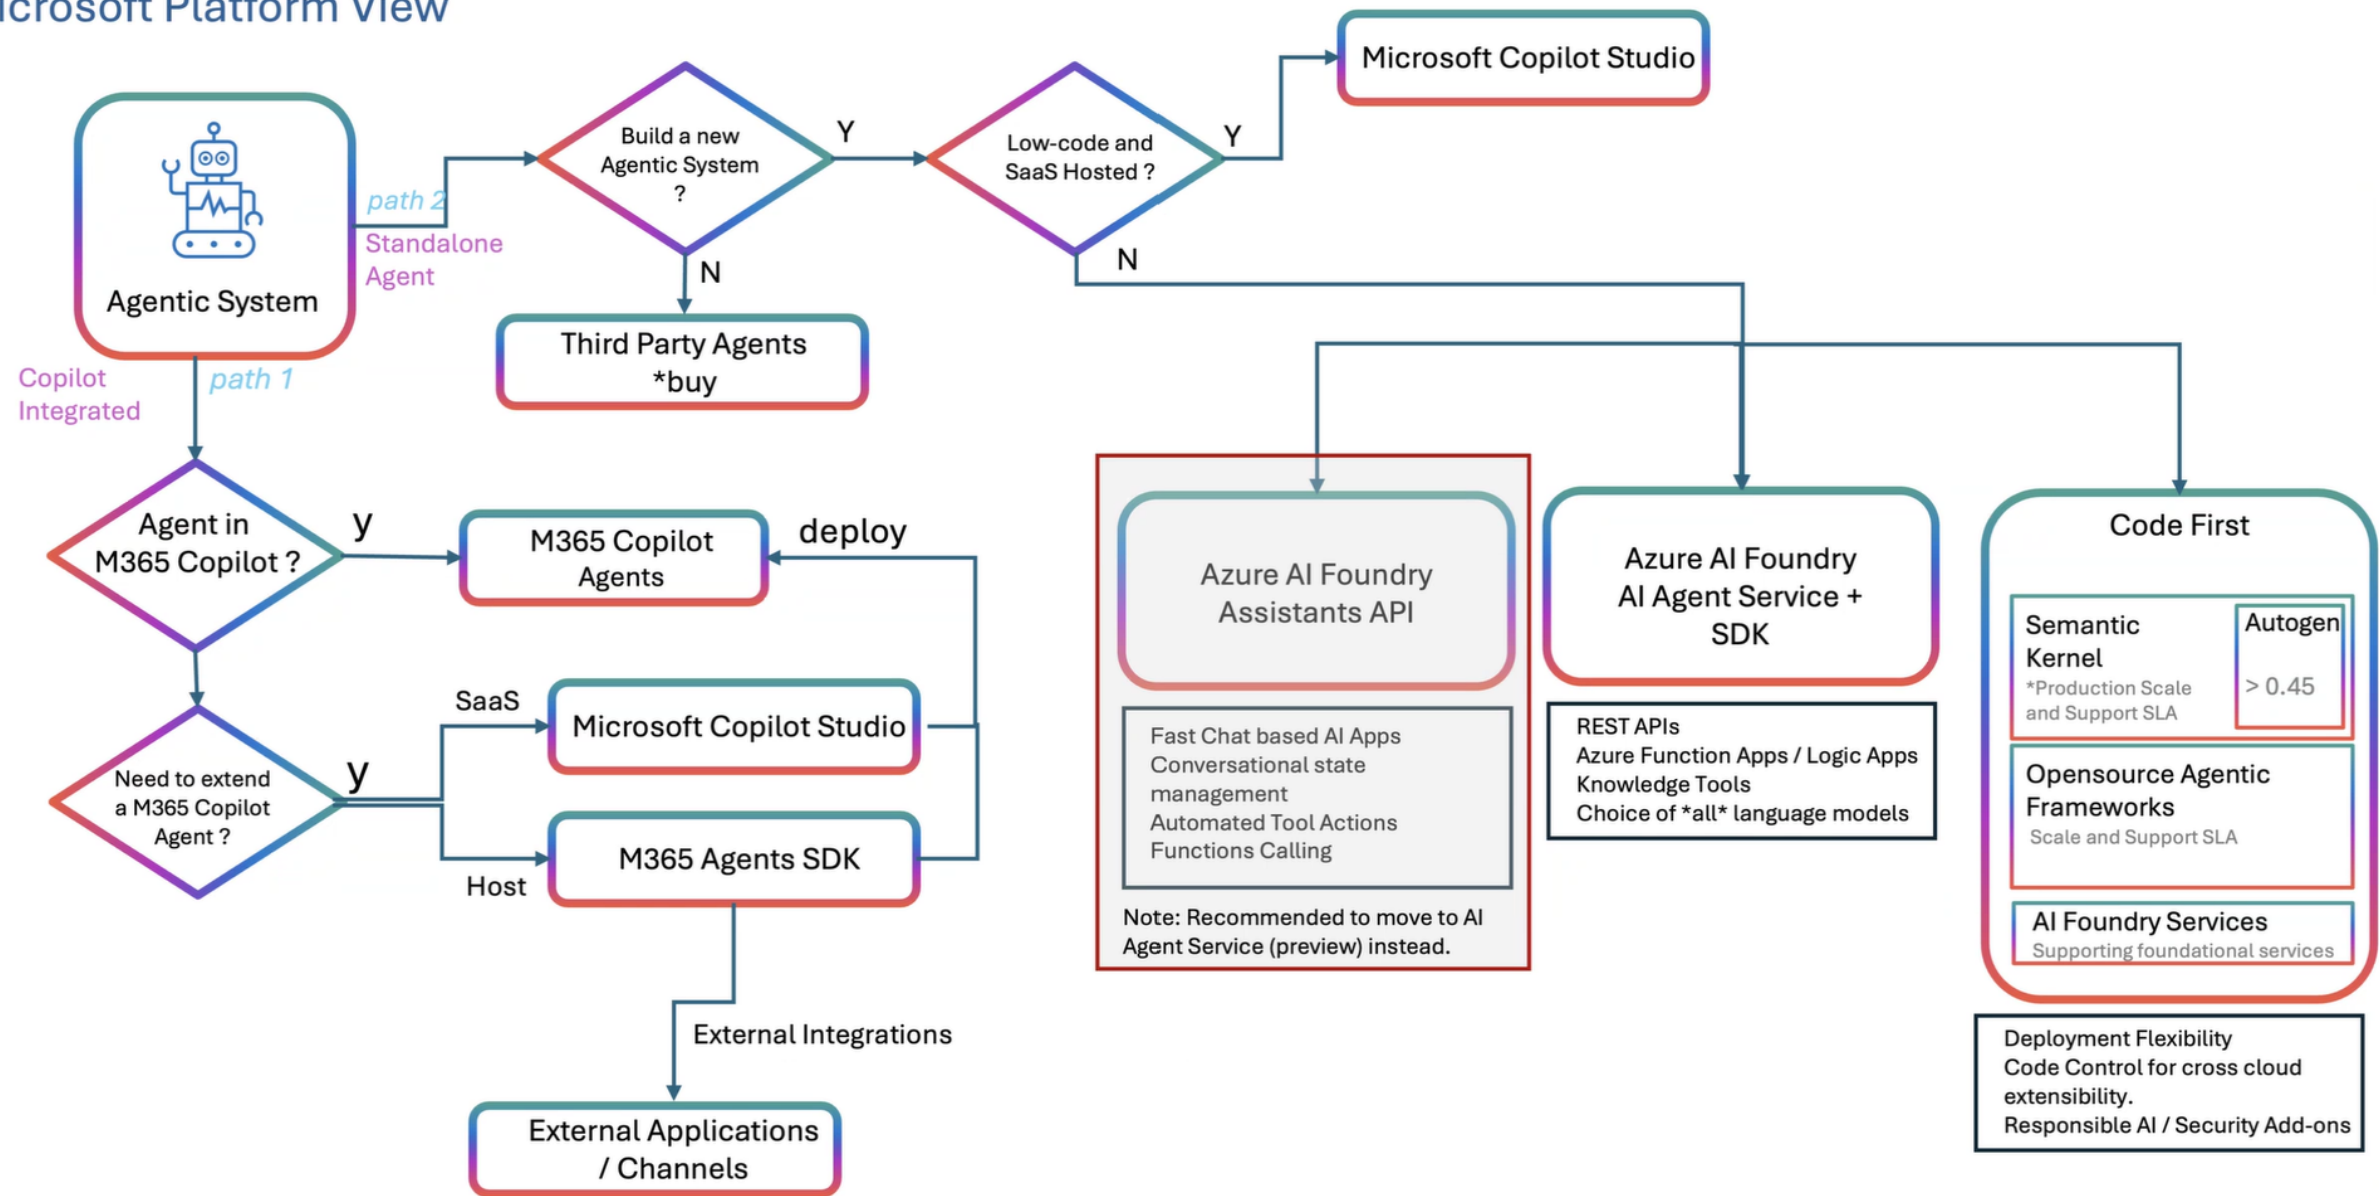 icrosoft Platform View
Agentic System
path 2
Standalone
Agent
Copilot
Integrated
path 1
Build a new
Agentic System
?
Y
N
Third Party Agents
*buy
Low-code and
SaaS Hosted ?
Y
N
Microsoft Copilot Studio
Agent in
M365 Copilot ?
y
M365 Copilot
Agents
deploy
Need to extend
a M365 Copilot
Agent ?
y
SaaS
Microsoft Copilot Studio
Host
M365 Agents SDK
External Integrations
External Applications
/ Channels
Azure AI Foundry
Assistants API
Fast Chat based AI Apps
Conversational state
management
Automated Tool Actions
Functions Calling
Note: Recommended to move to AI
Agent Service (preview) instead.
Azure AI Foundry
AI Agent Service +
SDK
REST APIs
Azure Function Apps / Logic Apps
Knowledge Tools
Choice of *all* language models
Code First
Semantic
Kernel
*Production Scale
and Support SLA
Autogen
> 0.45
Opensource Agentic
Frameworks
Scale and Support SLA
AI Foundry Services
Supporting foundational services
Deployment Flexibility
Code Control for cross cloud
extensibility.
Responsible AI / Security Add-ons